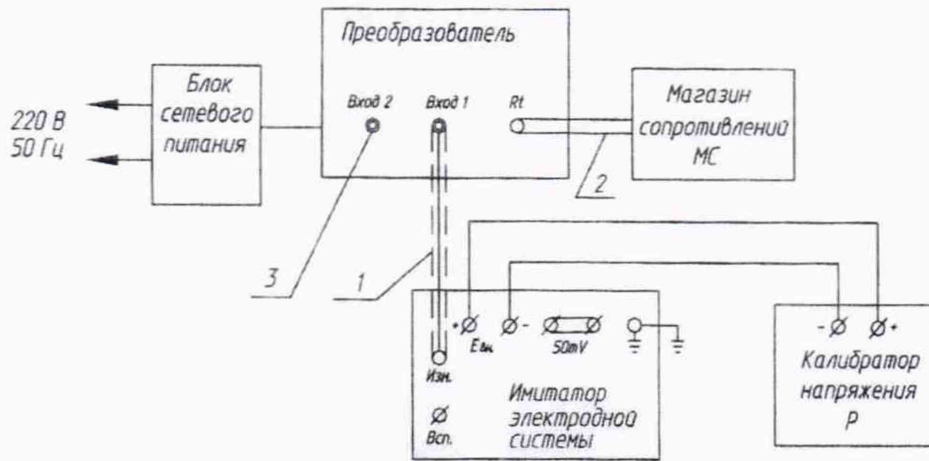 Преобразователь
Вход 2
Вход 1
Rt
Блок
сетевого
питания
220 В
50 Гц
Магазин
сопротивлений
МС
2
3
1
+
-
Eвн.
50mV
Изм.
Всп.
Имитатор
электродной
системы
-
+
Калибратор
напряжения
Р